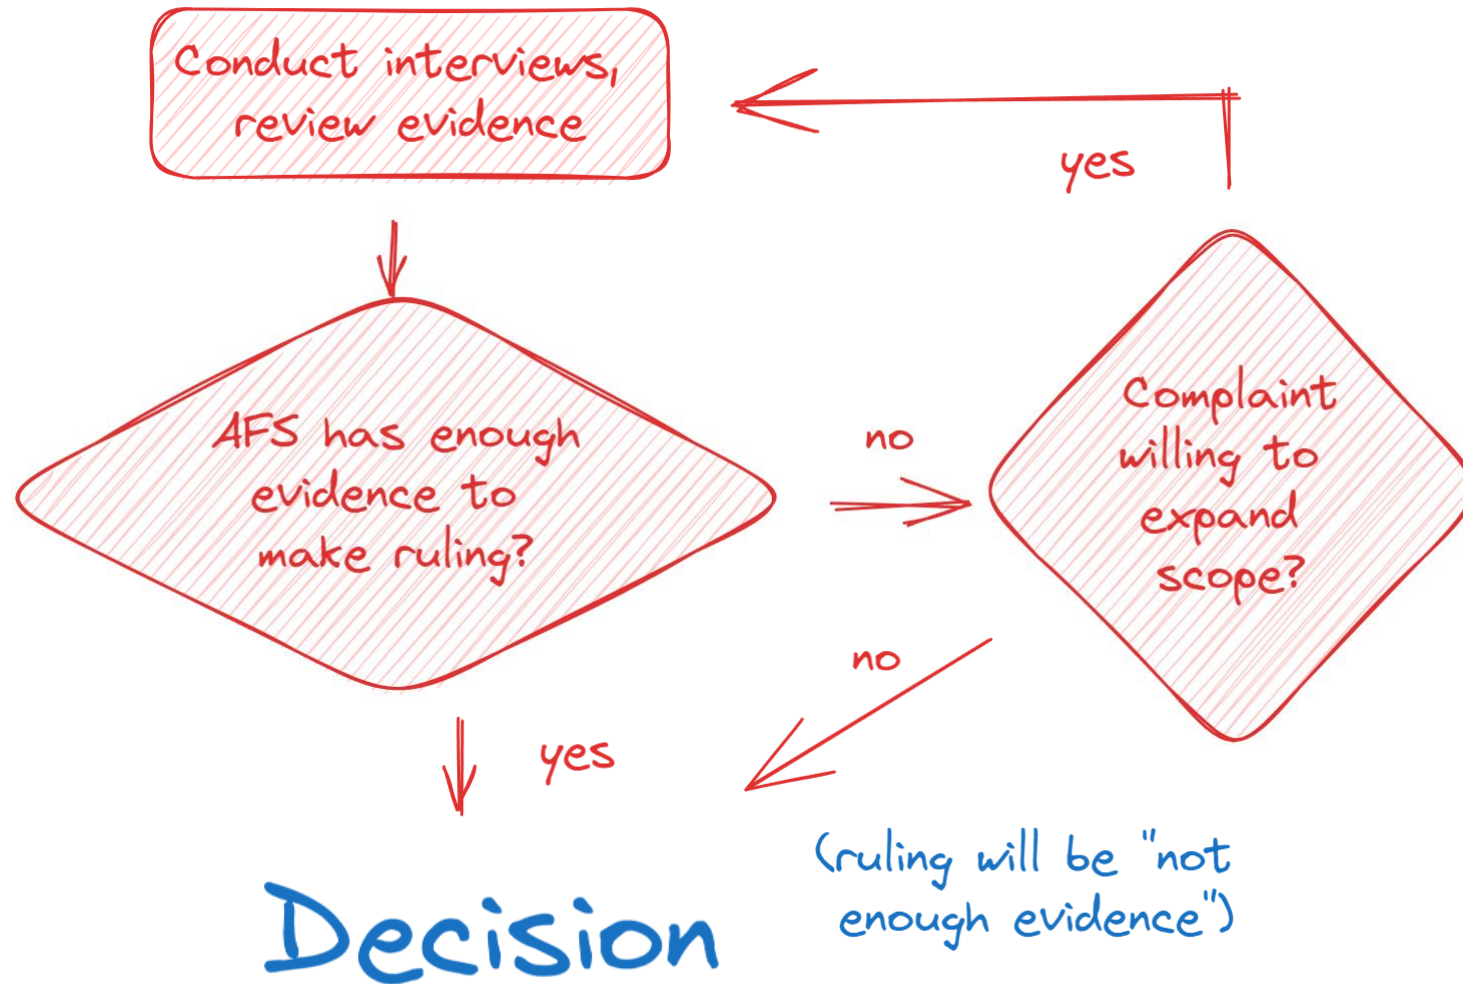 Conduct interviews,
review evidence
yes
AFS has enough
evidence to
make ruling?
no
Complaint
willing to
expand
scope?
no
yes
(ruling will be "not
enough evidence")
Decision